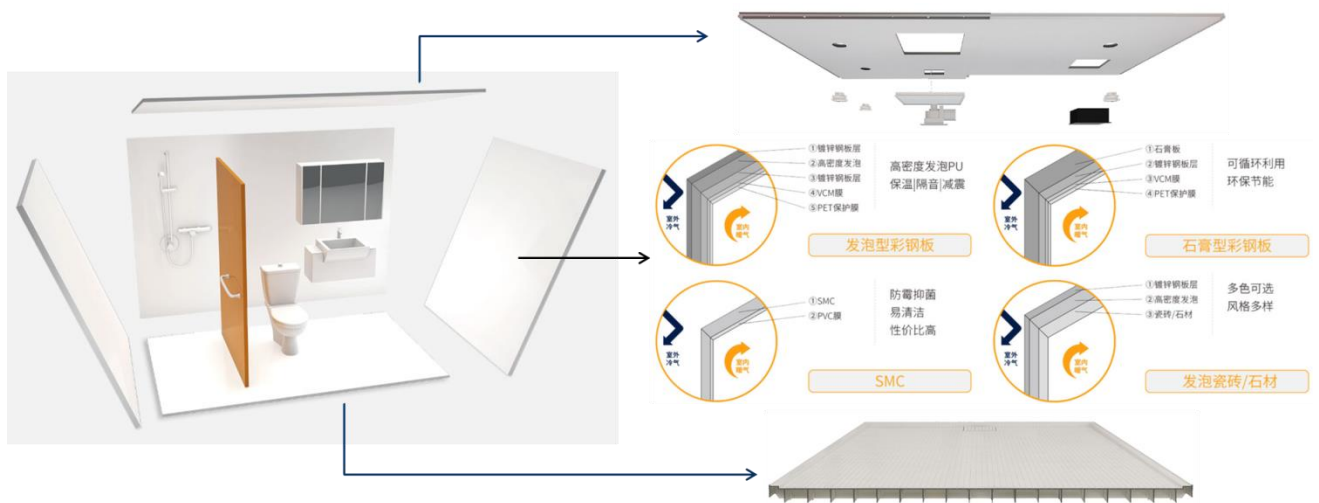 ①镀锌钢板层
②高密度发泡
③镀锌钢板层
④VCM膜
⑤PET保护膜
高密度发泡PU
保温|隔音|减震
室外
冷气
室内
暖气
发泡型彩钢板
①石膏板
②镀锌钢板层
③VCM膜
④PET保护膜
可循环利用
环保节能
室外
冷气
室内
暖气
石膏型彩钢板
①SMC
②PVC膜
防霉抑菌
易清洁
性价比高
室外
冷气
室内
暖气
SMC
①镀锌钢板层
②高密度发泡
③瓷砖/石材
多色可选
风格多样
室外
冷气
室内
暖气
发泡瓷砖/石材